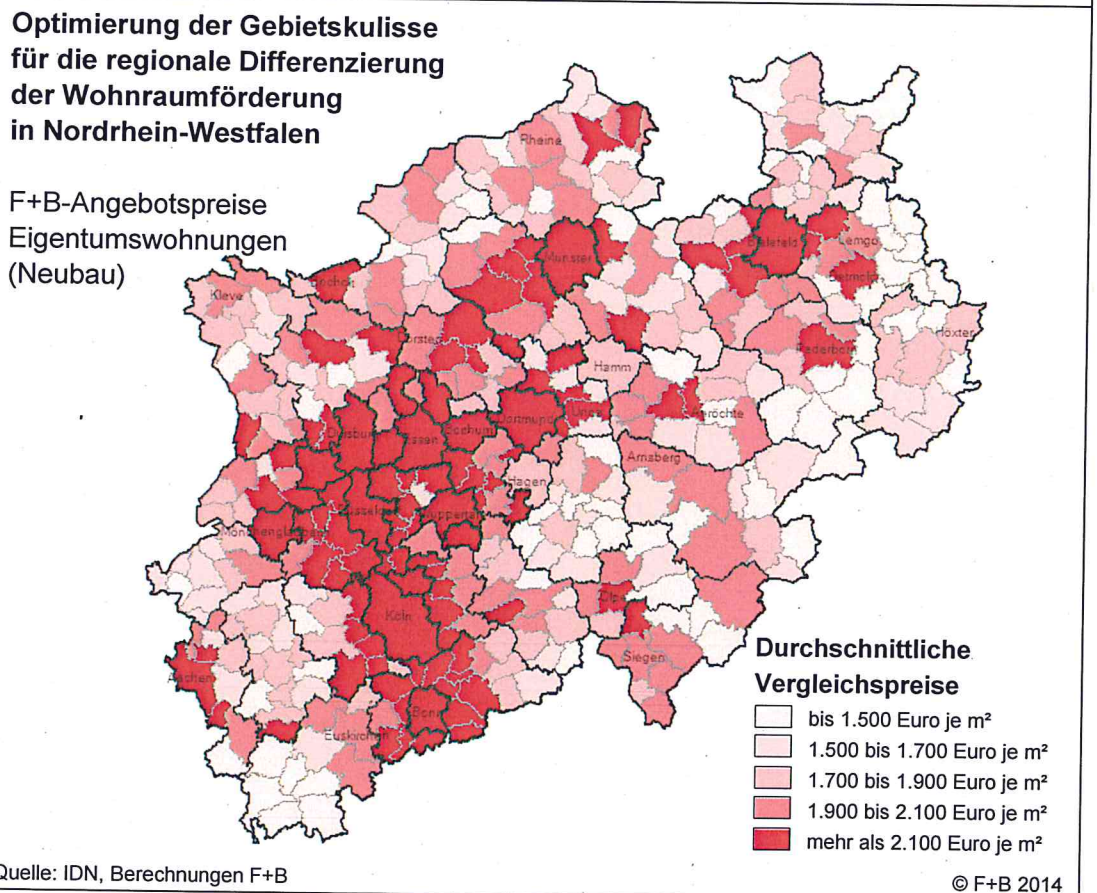 Optimierung der Gebietskulisse
für die regionale Differenzierung
der Wohnraumförderung
in Nordrhein-Westfalen
F+B-Angebotspreise
Eigentumswohnungen
(Neubau)
Rheine
Münster
Bielefeld
Lemgo
Detmold
Kleve
Bocholt
Höxter
Dorsten
Paderborn
Hamm
Duisburg
Essen
Bochum
Dortmund
Unna
Arnsberg
Hagen
Düsseldorf
Wuppertal
Mönchengladbach
Köln
Olpe
Siegen
Aachen
Bonn
Euskirchen
Durchschnittliche
Vergleichspreise
bis 1.500 Euro je m²
1.500 bis 1.700 Euro je m²
1.700 bis 1.900 Euro je m²
1.900 bis 2.100 Euro je m²
mehr als 2.100 Euro je m²
Quelle: IDN, Berechnungen F+B
© F+B 2014